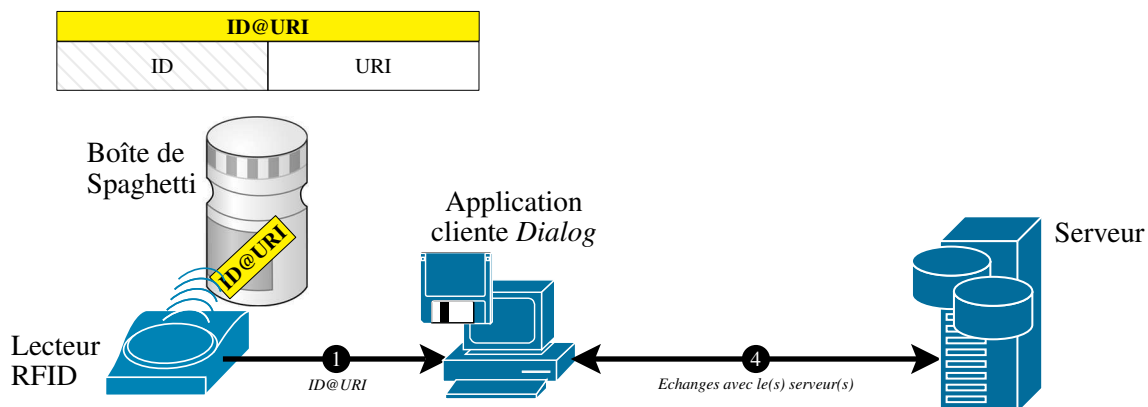 ID@URI
ID URI
Boîte de
Spaghetti
ID@URI
Application
cliente Dialog
Serveur
Lecteur
RFID
1
ID@URI
4
Echanges avec le(s) serveur(s)